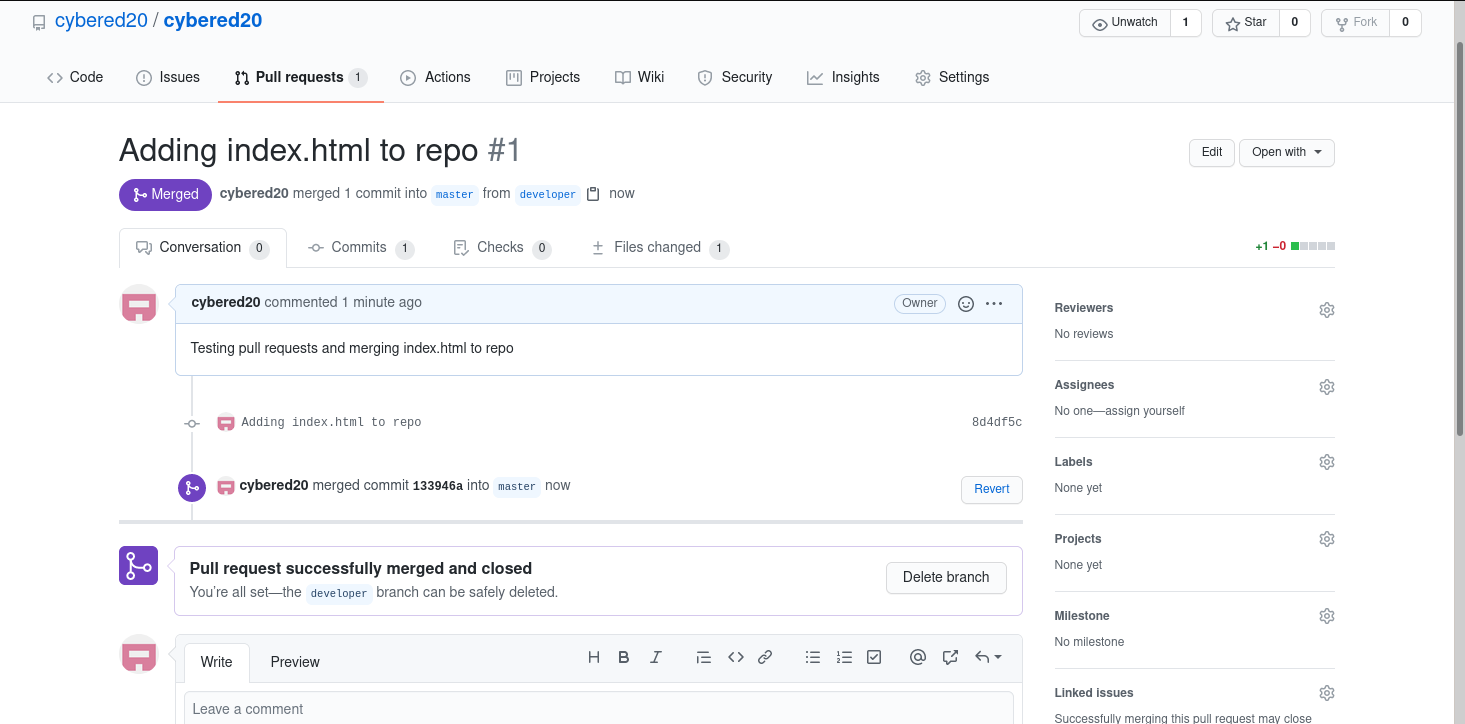 cybered20 / cybered20
Unwatch 1 Star 0 Fork 0
Code Issues Pull requests 1 Actions Projects Wiki Security Insights Settings
Adding index.html to repo #1
Edit Open with
Merged cybered20 merged 1 commit into master from developer now
Conversation 0 Commits 1 Checks 0 Files changed 1
+1 −0
cybered20 commented 1 minute ago
Owner
Testing pull requests and merging index.html to repo
Adding index.html to repo 8d4df5c
cybered20 merged commit 133946a into master now
Revert
Pull request successfully merged and closed
You're all set—the developer branch can be safely deleted.
Delete branch
Write Preview
Leave a comment
Reviewers
No reviews
Assignees
No one—assign yourself
Labels
None yet
Projects
None yet
Milestone
No milestone
Linked issues
Successfully merging this pull request may close